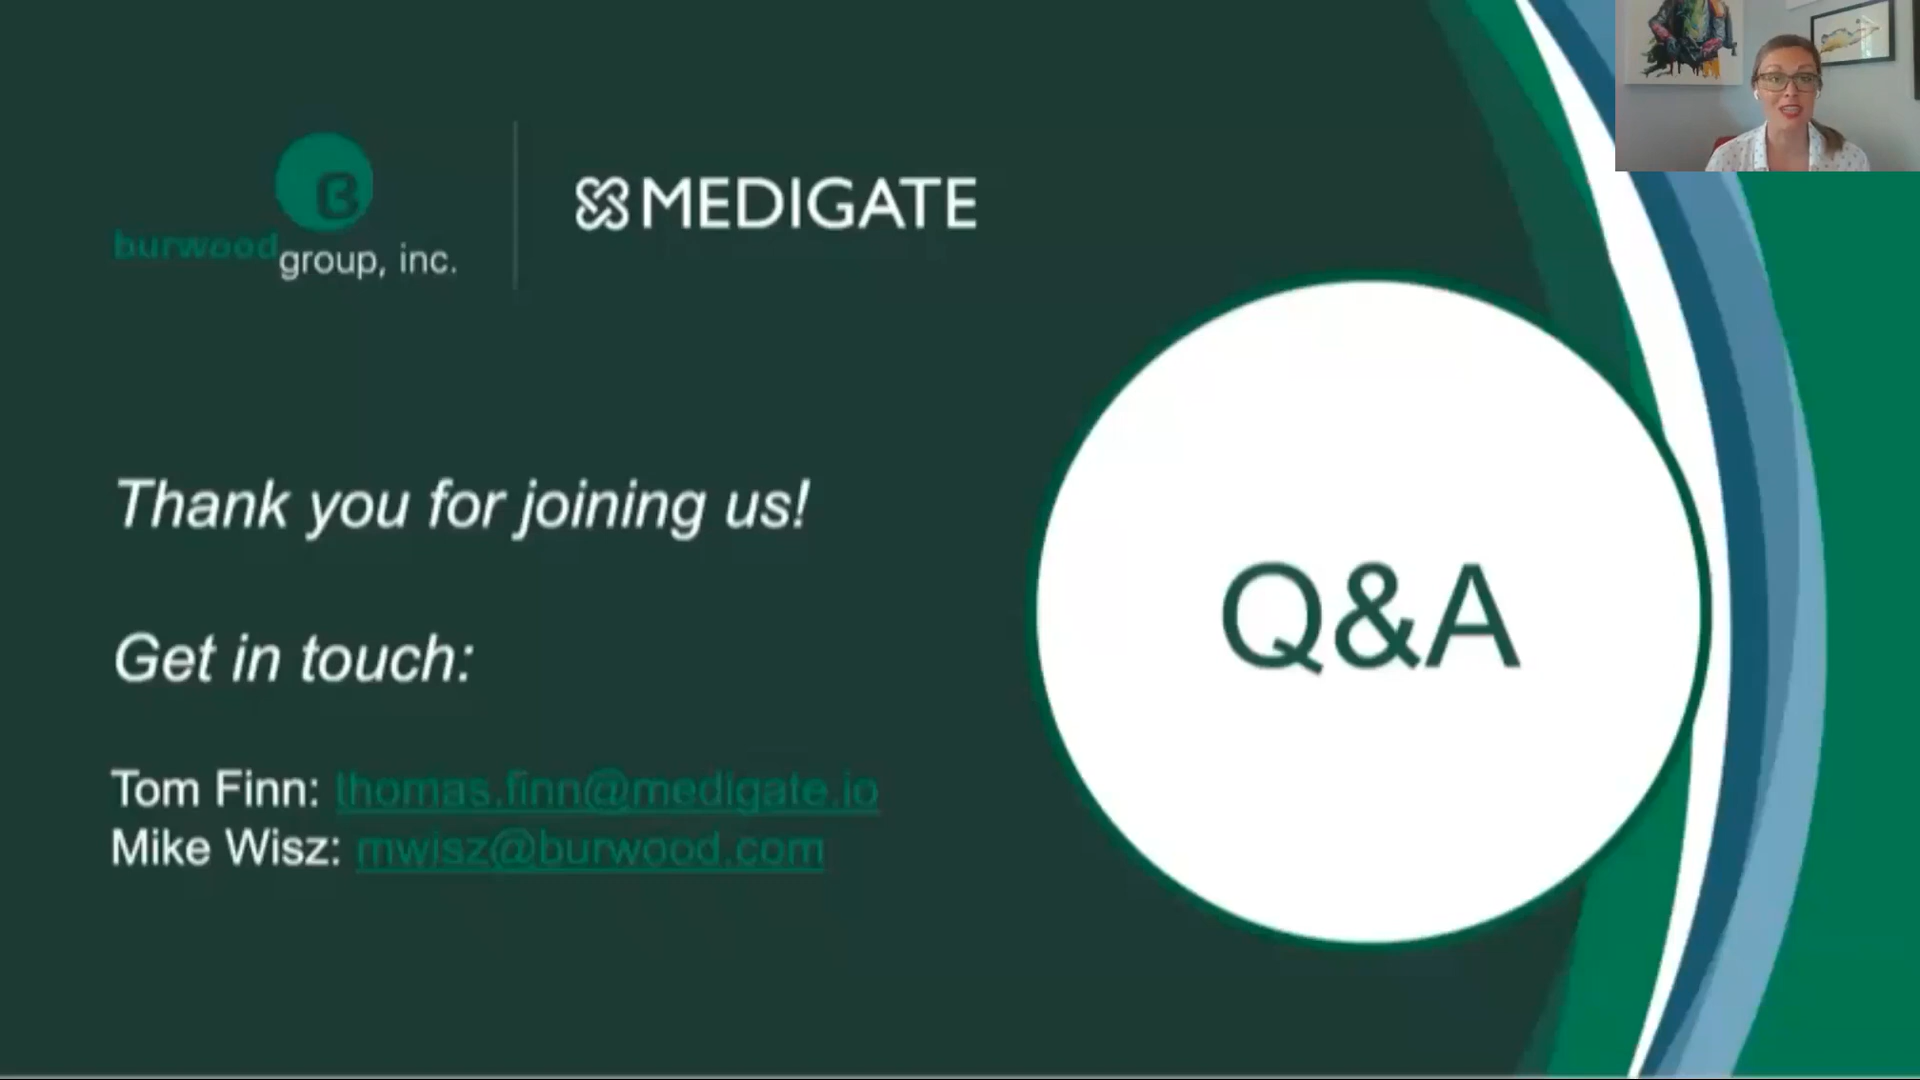 burwood
group, inc.
MEDIGATE
Thank you for joining us!
Get in touch:
Tom Finn: thomas.finn@medigate.io
Mike Wisz: mwisz@burwood.com
Q&A